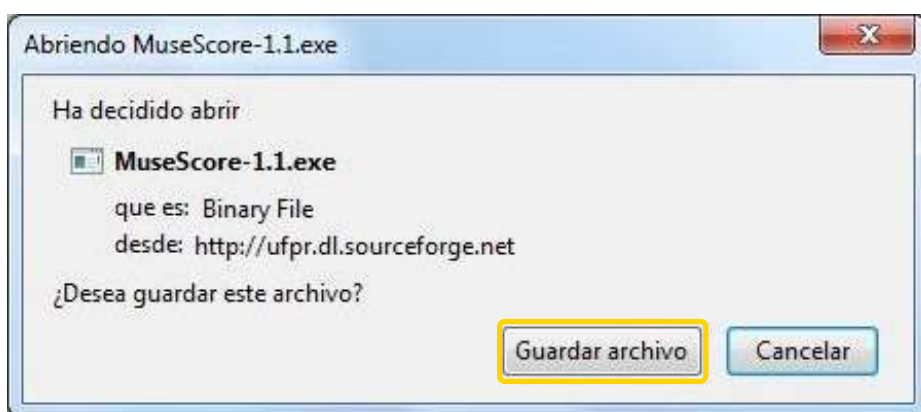 Abriendo MuseScore-1.1.exe
Ha decidido abrir
MuseScore-1.1.exe
que es: Binary File
desde: http://ufpr.dl.sourceforge.net
¿Desea guardar este archivo?
Guardar archivo Cancelar